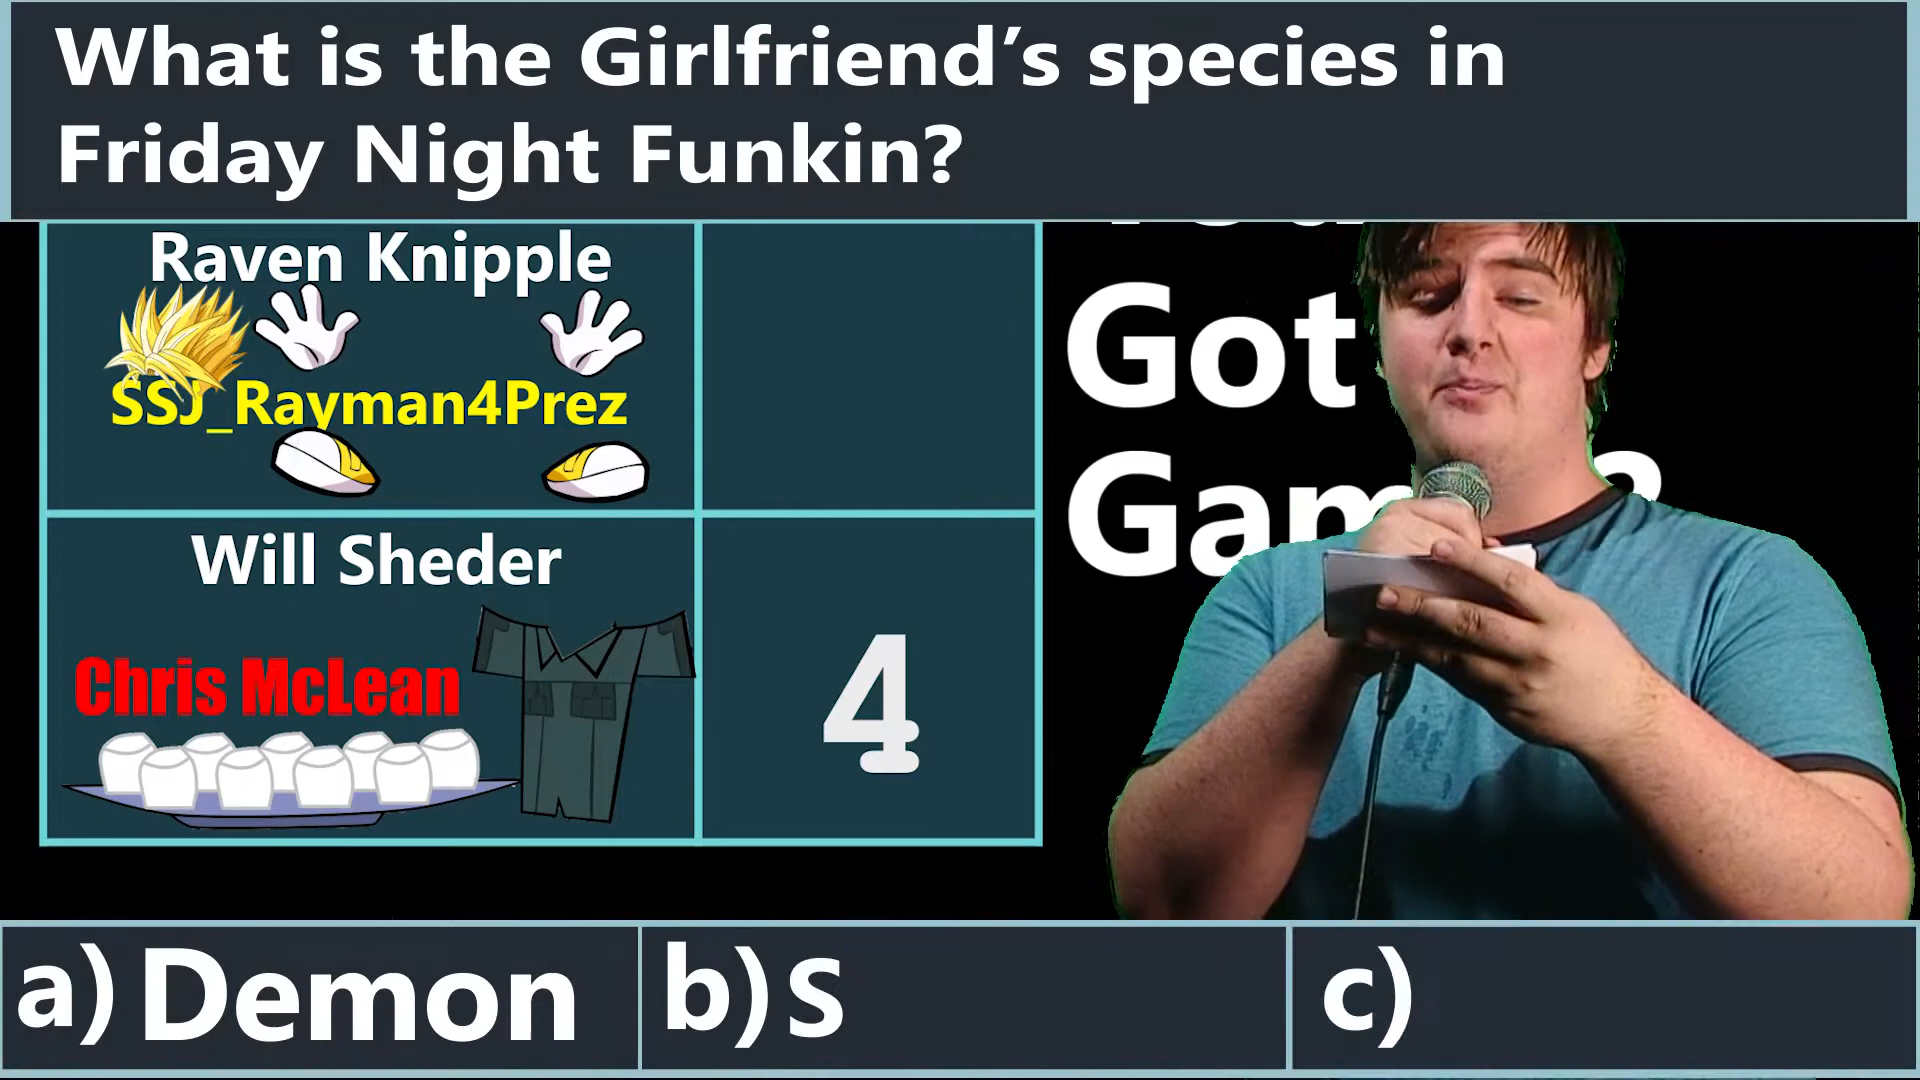 What is the Girlfriend’s species in
Friday Night Funkin?
Raven Knipple
SSJ_Rayman4Prez
Will Sheder
Chris McLean
4
Got
Gam
?
a) Demon
b) S
c)